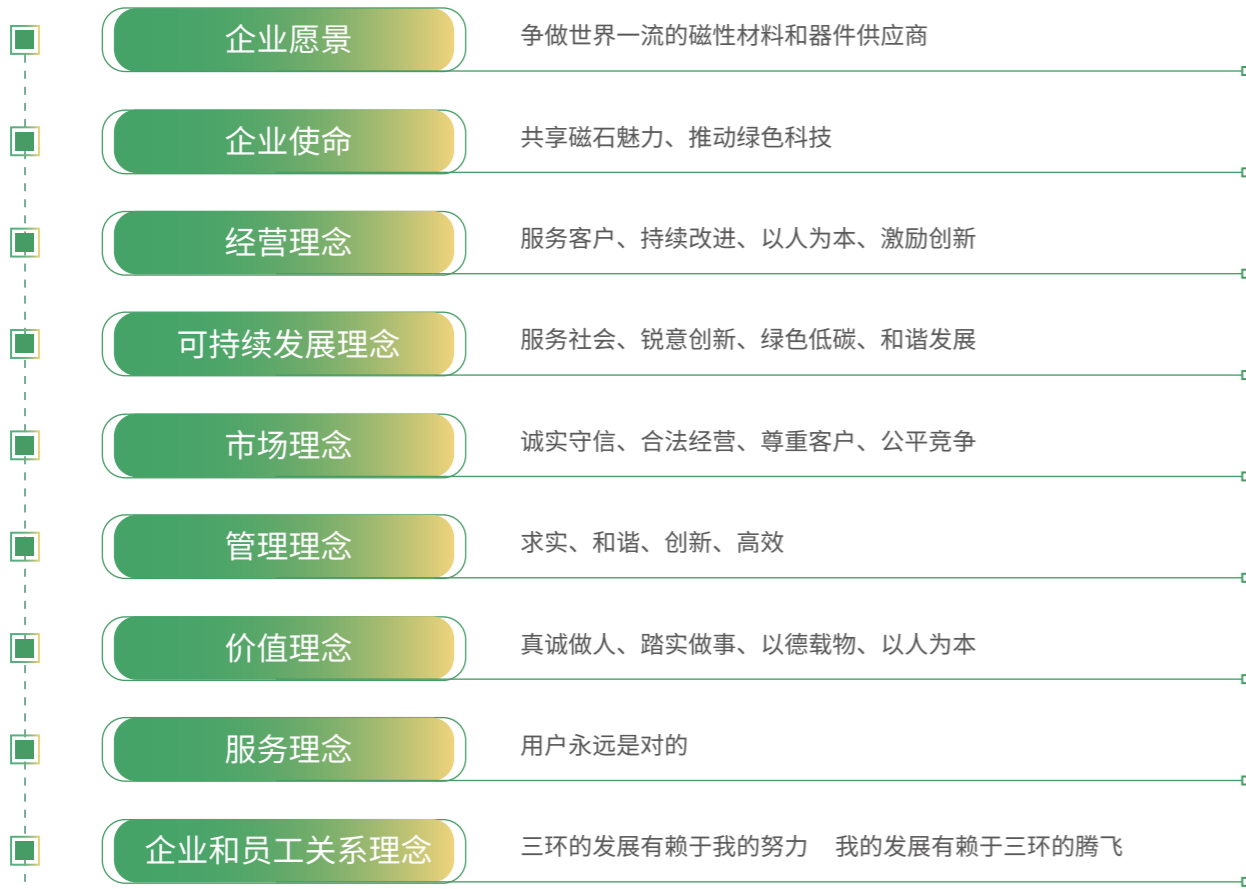 企业愿景
争做世界一流的磁性材料和器件供应商
企业使命
共享磁石魅力、推动绿色科技
经营理念
服务客户、持续改进、以人为本、激励创新
可持续发展理念
服务社会、锐意创新、绿色低碳、和谐发展
市场理念
诚实守信、合法经营、尊重客户、公平竞争
管理理念
求实、和谐、创新、高效
价值理念
真诚做人、踏实做事、以德载物、以人为本
服务理念
用户永远是对的
企业和员工关系理念
三环的发展有赖于我的努力 我的发展有赖于三环的腾飞